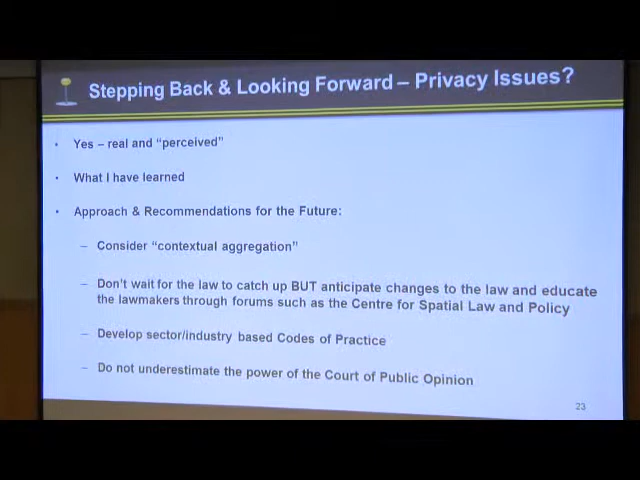 Stepping Back & Looking Forward – Privacy Issues?
• Yes – real and “perceived”
• What I have learned
• Approach & Recommendations for the Future:
– Consider “contextual aggregation”
– Don’t wait for the law to catch up BUT anticipate changes to the law and educate
the lawmakers through forums such as the Centre for Spatial Law and Policy
– Develop sector/industry based Codes of Practice
– Do not underestimate the power of the Court of Public Opinion
23